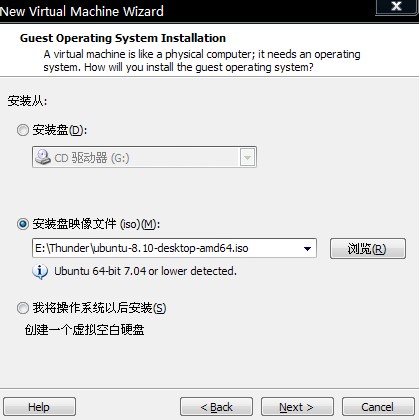 New Virtual Machine Wizard
Guest Operating System Installation
A virtual machine is like a physical computer; it needs an operating
system. How will you install the guest operating system?
安装从:
安装盘(D):
CD 驱动器 (G:)
安装盘映像文件 (iso)(M):
E:\Thunder\ubuntu-8.10-desktop-amd64.iso
浏览(R)
Ubuntu 64-bit 7.04 or lower detected.
我将操作系统以后安装(S)
创建一个虚拟空白硬盘
Help
< Back
Next >
Cancel